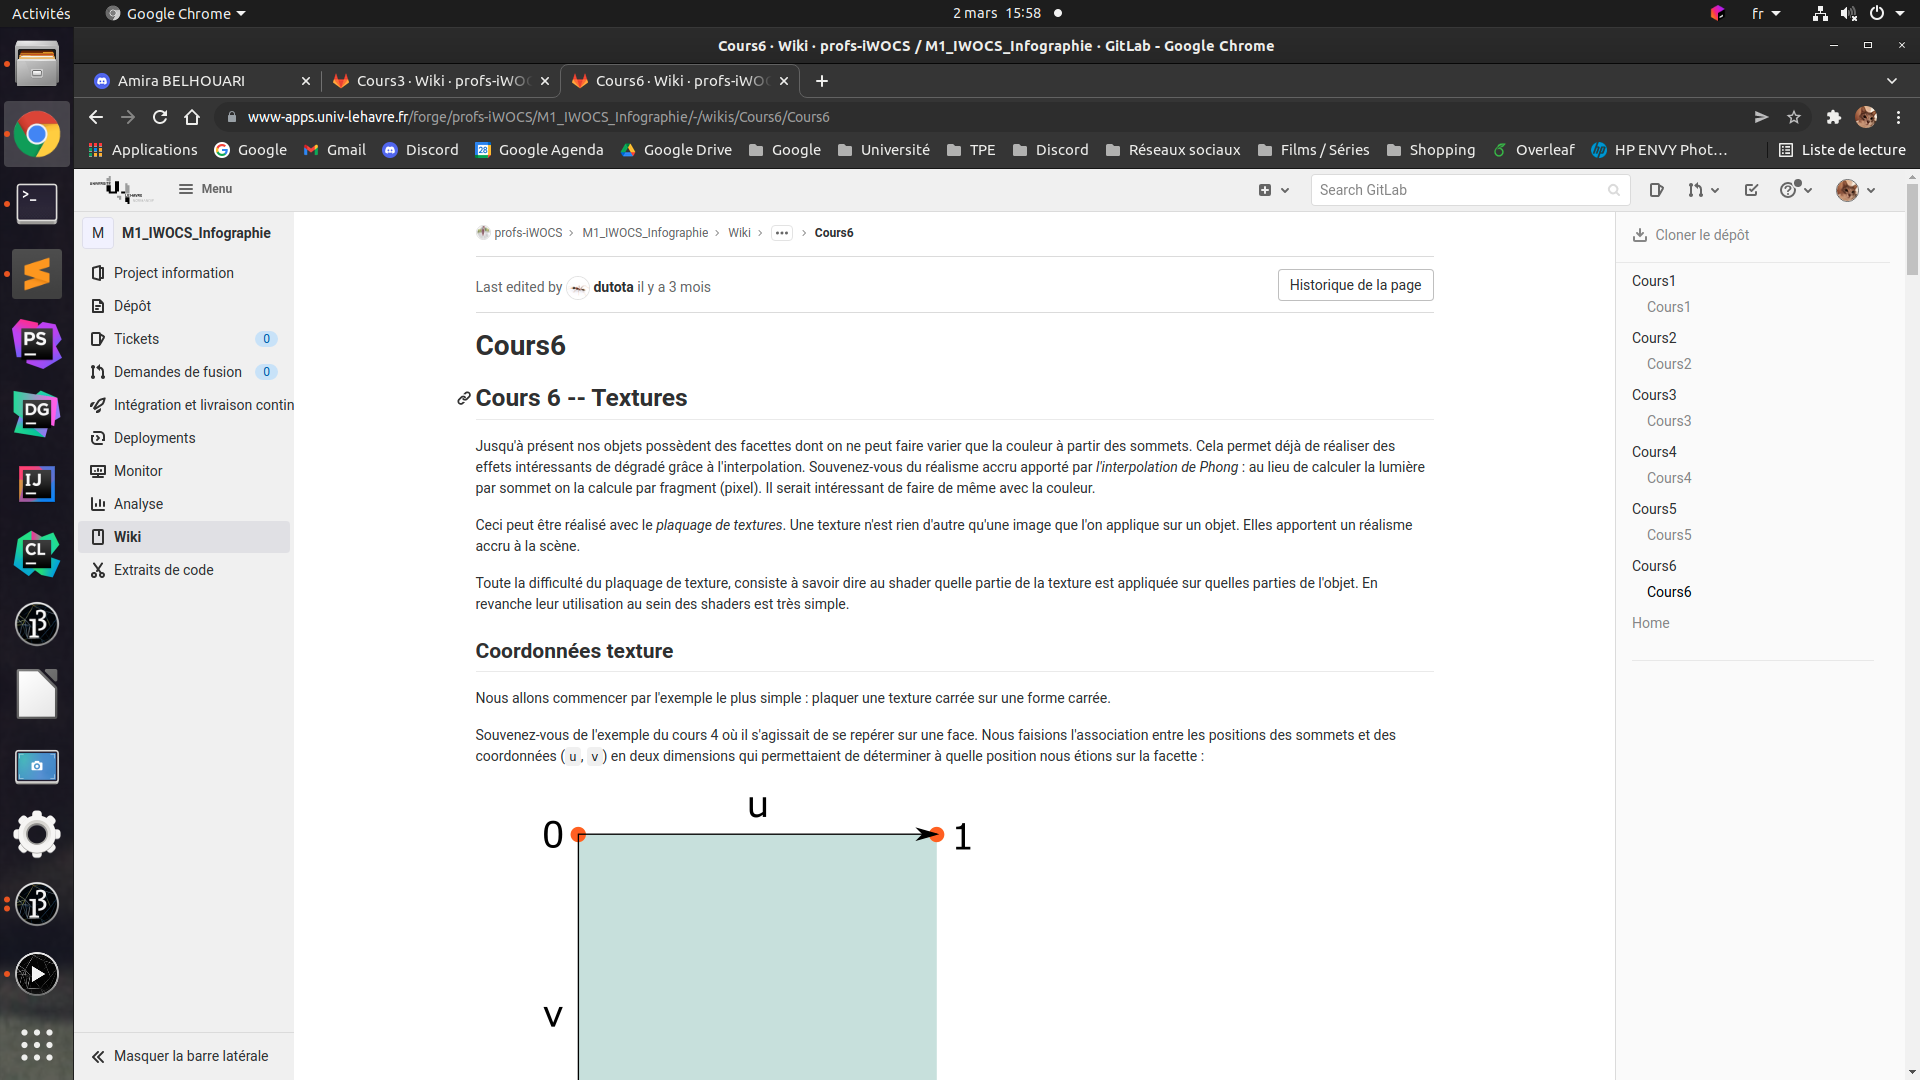 Activités
Google Chrome
2 mars 15:58
fr
Cours6 · Wiki · profs-iWOCS / M1_IWOCS_Infographie · GitLab - Google Chrome
Amira BELHOUARI
Cours3 · Wiki · profs-iWOC
Cours6 · Wiki · profs-iWOC
www-apps.univ-lehavre.fr/forge/profs-iWOCS/M1_IWOCS_Infographie/-/wikis/Cours6/Cours6
Applications
Google
Gmail
Discord
Google Agenda
Google Drive
Google
Université
TPE
Discord
Réseaux sociaux
Films / Séries
Shopping
Overleaf
HP ENVY Phot…
Liste de lecture
Menu
Search GitLab
M
M1_IWOCS_Infographie
Project information
Dépôt
Tickets 0
Demandes de fusion 0
Intégration et livraison contin
Deployments
Monitor
Analyse
Wiki
Extraits de code
Masquer la barre latérale
profs-iWOCS › M1_IWOCS_Infographie › Wiki › ••• › Cours6
Last edited by dutota il y a 3 mois
Historique de la page
Cours6
Cours 6 -- Textures
Jusqu'à présent nos objets possèdent des facettes dont on ne peut faire varier que la couleur à partir des sommets. Cela permet déjà de réaliser des
effets intéressants de dégradé grâce à l'interpolation. Souvenez-vous du réalisme accru apporté par l'interpolation de Phong : au lieu de calculer la lumière
par sommet on la calcule par fragment (pixel). Il serait intéressant de faire de même avec la couleur.
Ceci peut être réalisé avec le plaquage de textures. Une texture n'est rien d'autre qu'une image que l'on applique sur un objet. Elles apportent un réalisme
accru à la scène.
Toute la difficulté du plaquage de texture, consiste à savoir dire au shader quelle partie de la texture est appliquée sur quelles parties de l'objet. En
revanche leur utilisation au sein des shaders est très simple.
Coordonnées texture
Nous allons commencer par l'exemple le plus simple : plaquer une texture carrée sur une forme carrée.
Souvenez-vous de l'exemple du cours 4 où il s'agissait de se repérer sur une face. Nous faisions l'association entre les positions des sommets et des
coordonnées ( u , v ) en deux dimensions qui permettaient de déterminer à quelle position nous étions sur la facette :
u
0
1
v
Cloner le dépôt
Cours1
Cours1
Cours2
Cours2
Cours3
Cours3
Cours4
Cours4
Cours5
Cours5
Cours6
Cours6
Home
PS
DG
IJ
CL